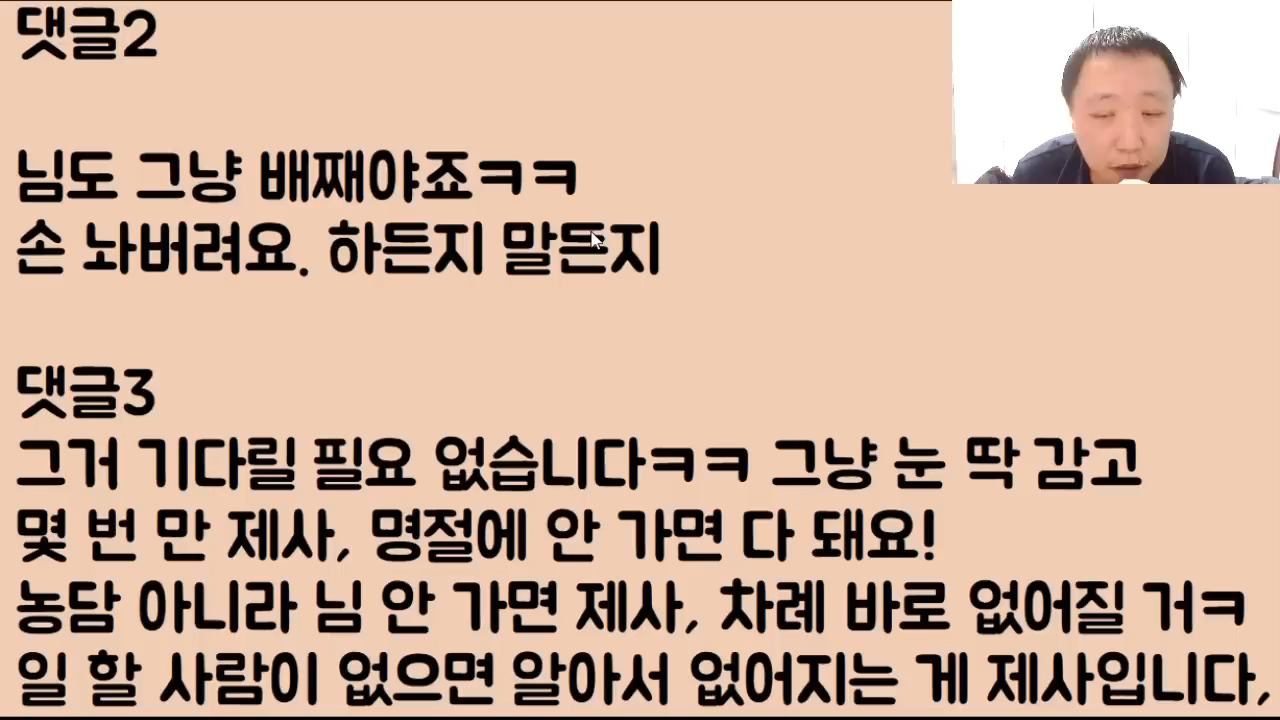 댓글2
님도 그냥 배째야죠ㅋㅋ
손 놔버려요. 하든지 말든지
댓글3
그거 기다릴 필요 없습니다ㅋㅋ 그냥 눈 딱 감고
몇 번 만 제사, 명절에 안 가면 다 돼요!
농담 아니라 님 안 가면 제사, 차례 바로 없어질 거ㅋ
일 할 사람이 없으면 알아서 없어지는 게 제사입니다,